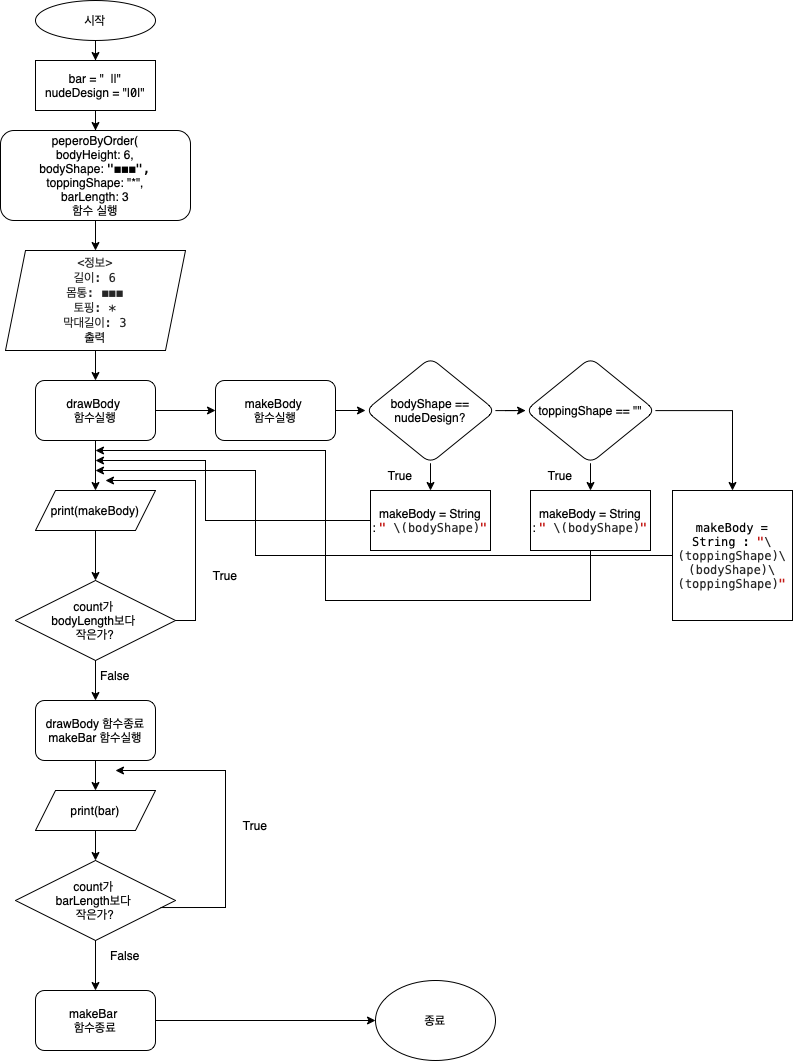 시작
bar = "  ||"
nudeDesign = "|0|"
peperoByOrder(
bodyHeight: 6,
bodyShape: "■■■",
toppingShape: "*",
barLength: 3
함수 실행
<정보>
길이: 6
몸통: ■■■
토핑: *
막대길이: 3
출력
drawBody
함수실행
makeBody
함수실행
bodyShape ==
nudeDesign?
toppingShape == ""
True
True
print(makeBody)
makeBody = String
:" \(bodyShape)"
makeBody = String
:" \(bodyShape)"
makeBody =
String : "\
(toppingShape)\
(bodyShape)\
(toppingShape)"
True
count가
bodyLength보다
작은가?
False
drawBody 함수종료
makeBar 함수실행
print(bar)
True
count가
barLength보다
작은가?
False
makeBar
함수종료
종료